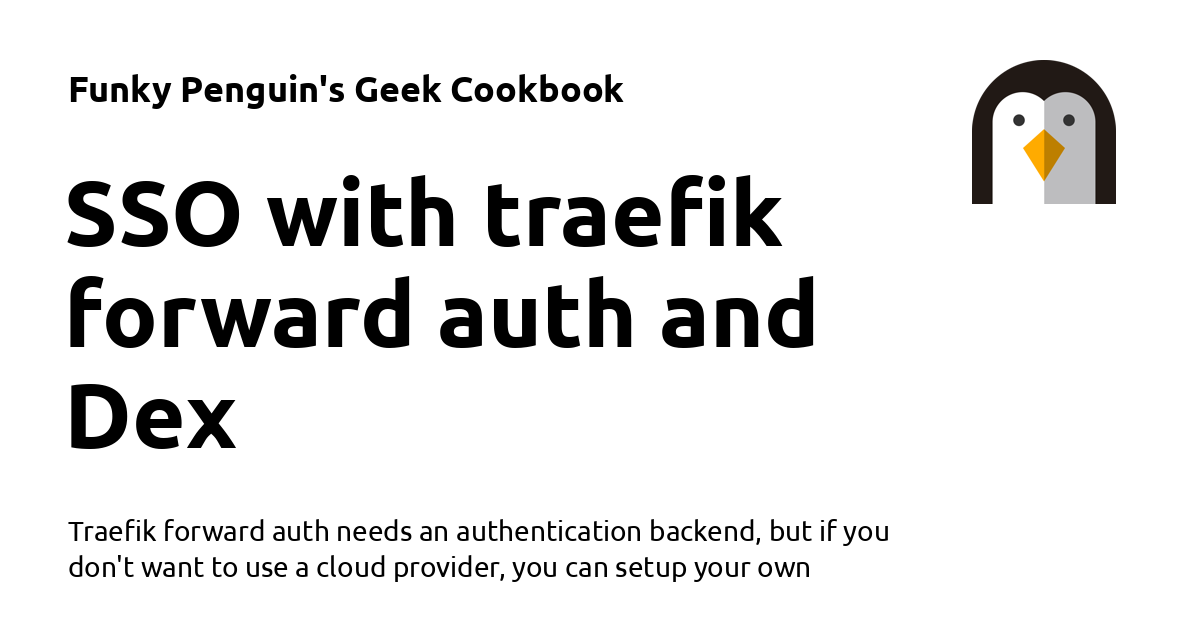 Funky Penguin's Geek Cookbook
SSO with traefik
forward auth and
Dex
Traefik forward auth needs an authentication backend, but if you
don't want to use a cloud provider, you can setup your own